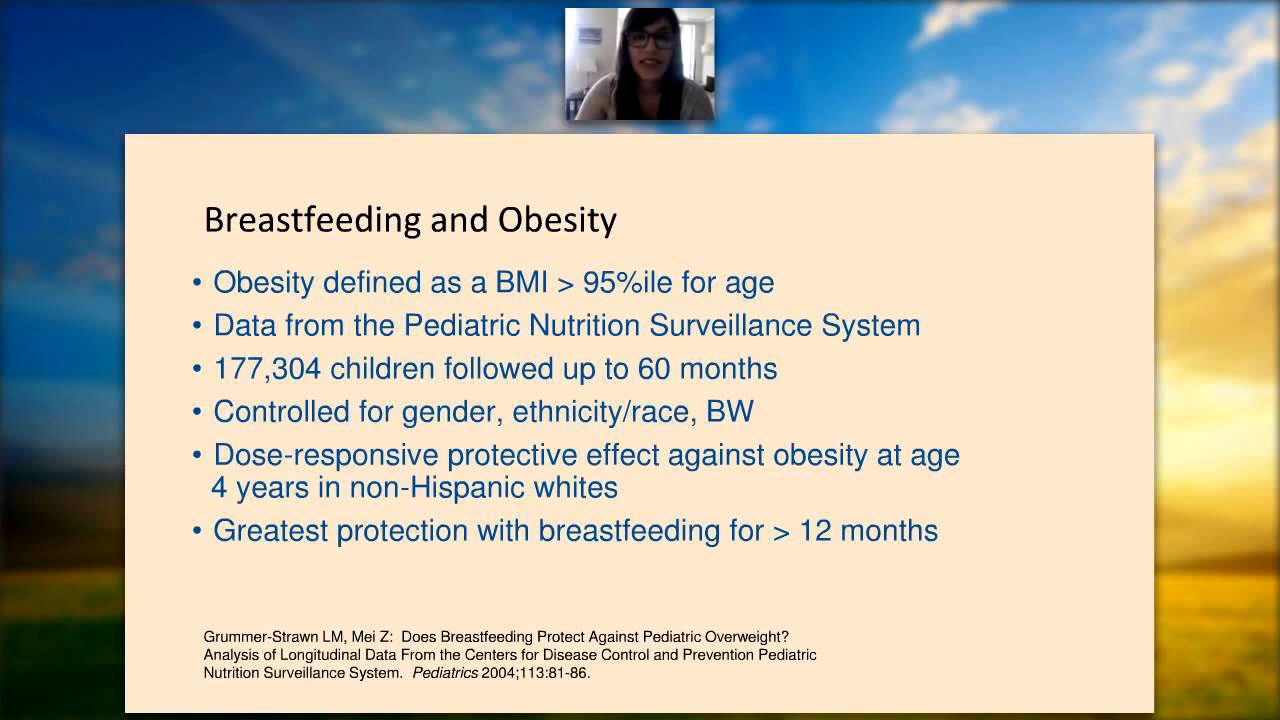 Breastfeeding and Obesity
• Obesity defined as a BMI > 95%ile for age
• Data from the Pediatric Nutrition Surveillance System
• 177,304 children followed up to 60 months
• Controlled for gender, ethnicity/race, BW
• Dose-responsive protective effect against obesity at age
4 years in non-Hispanic whites
• Greatest protection with breastfeeding for > 12 months
Grummer-Strawn LM, Mei Z: Does Breastfeeding Protect Against Pediatric Overweight?
Analysis of Longitudinal Data From the Centers for Disease Control and Prevention Pediatric
Nutrition Surveillance System. Pediatrics 2004;113:81-86.